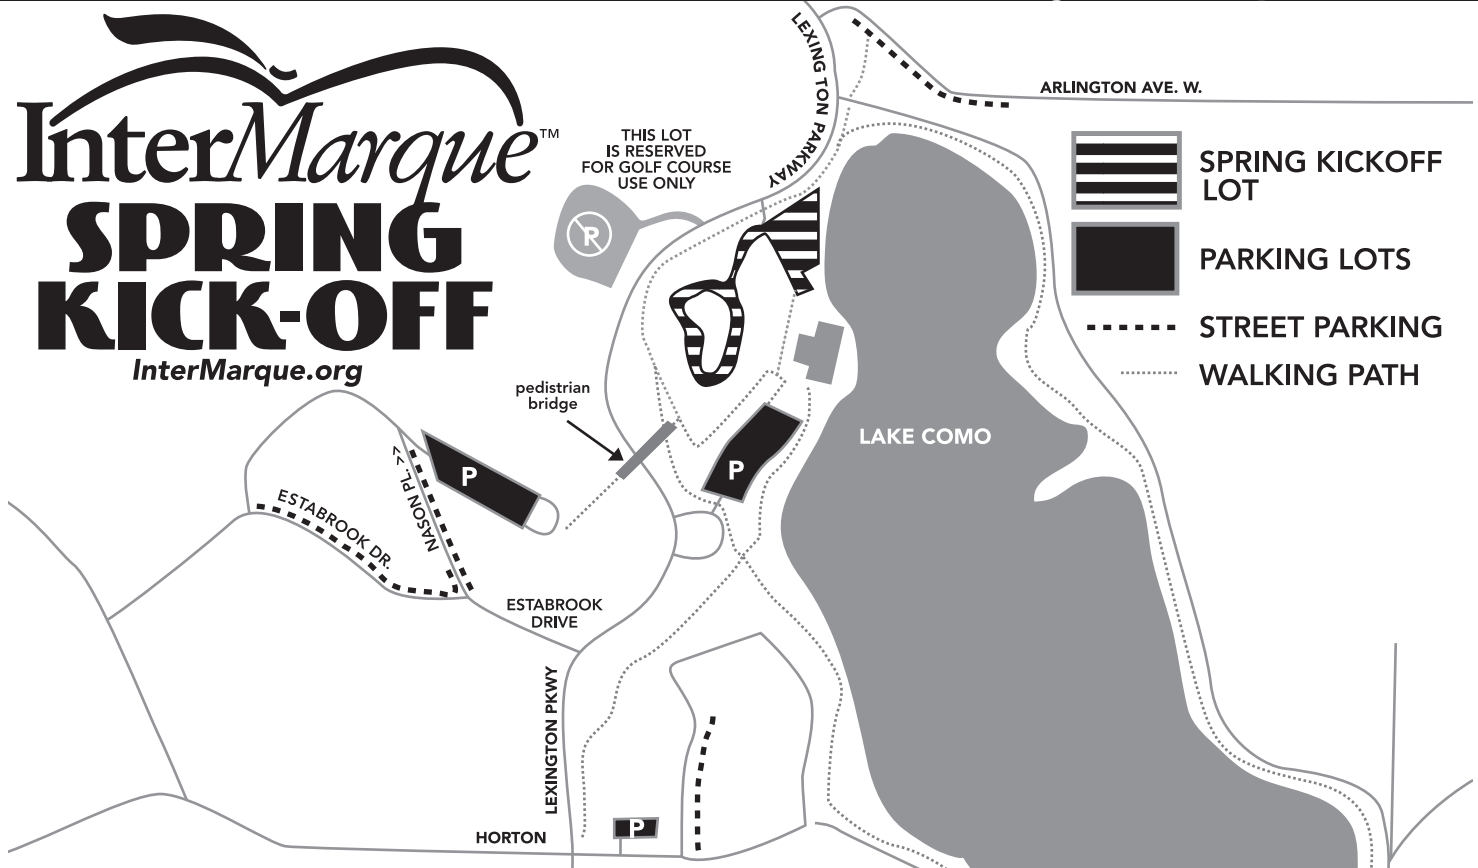 InterMarque™
SPRING
KICK-OFF
InterMarque.org
LEXING TON PARKWAY
ARLINGTON AVE. W.
THIS LOT
IS RESERVED
FOR GOLF COURSE
USE ONLY
P
SPRING KICKOFF
LOT
PARKING LOTS
STREET PARKING
WALKING PATH
pedistrian
bridge
LAKE COMO
P
P
NASON PL. >>
ESTABROOK DR.
ESTABROOK
DRIVE
LEXINGTON PKWY
HORTON
P